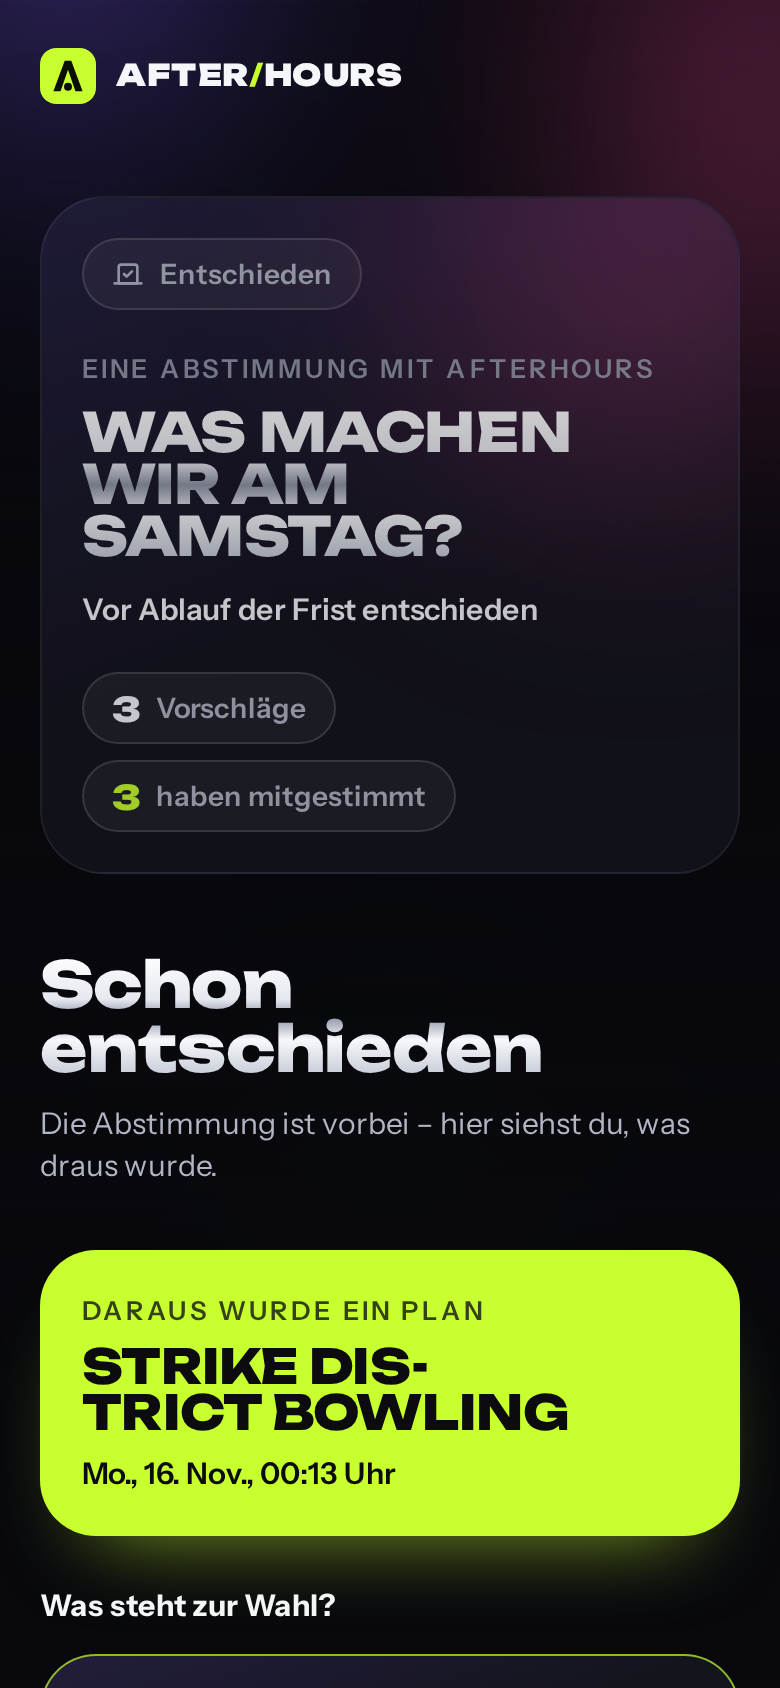 AFTER/HOURS
Entschieden
EINE ABSTIMMUNG MIT AFTERHOURS
WAS MACHEN
WIR AM
SAMSTAG?
Vor Ablauf der Frist entschieden
3 Vorschläge
3 haben mitgestimmt
Schon
entschieden
Die Abstimmung ist vorbei – hier siehst du, was
draus wurde.
DARAUS WURDE EIN PLAN
STRIKE DIS-
TRICT BOWLING
Mo., 16. Nov., 00:13 Uhr
Was steht zur Wahl?